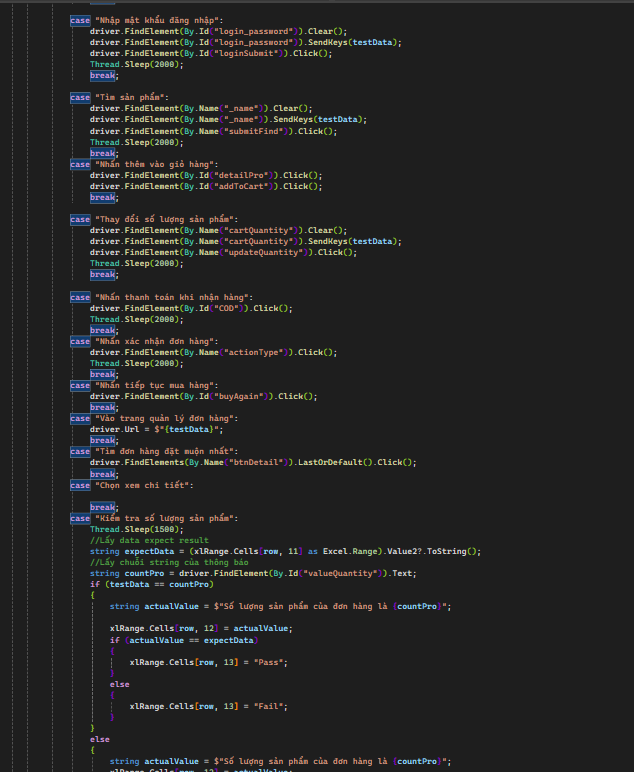 case "Nhập mật khẩu đăng nhập":
driver.FindElement(By.Id("login_password")).Clear();
driver.FindElement(By.Id("login_password")).SendKeys(testData);
driver.FindElement(By.Id("loginSubmit")).Click();
Thread.Sleep(2000);
break;
case "Tìm sản phẩm":
driver.FindElement(By.Name("_name")).Clear();
driver.FindElement(By.Name("_name")).SendKeys(testData);
driver.FindElement(By.Name("submitFind")).Click();
Thread.Sleep(2000);
break;
case "Nhấn thêm vào giỏ hàng":
driver.FindElement(By.Id("detailPro")).Click();
driver.FindElement(By.Id("addToCart")).Click();
break;
case "Thay đổi số lượng sản phẩm":
driver.FindElement(By.Name("cartQuantity")).Clear();
driver.FindElement(By.Name("cartQuantity")).SendKeys(testData);
driver.FindElement(By.Name("updateQuantity")).Click();
Thread.Sleep(2000);
break;
case "Nhấn thanh toán khi nhận hàng":
driver.FindElement(By.Id("COD")).Click();
Thread.Sleep(2000);
break;
case "Nhấn xác nhận đơn hàng":
driver.FindElement(By.Name("actionType")).Click();
Thread.Sleep(2000);
break;
case "Nhấn tiếp tục mua hàng":
driver.FindElement(By.Id("buyAgain")).Click();
break;
case "Vào trang quản lý đơn hàng":
driver.Url = $"{testData}";
break;
case "Tìm đơn hàng đặt muộn nhất":
driver.FindElements(By.Name("btnDetail")).LastOrDefault().Click();
break;
case "Chọn xem chi tiết":
break;
case "Kiểm tra số lượng sản phẩm":
Thread.Sleep(1500);
//Lấy data expect result
string expectData = (xlRange.Cells[row, 11] as Excel.Range).Value2?.ToString();
//Lấy chuỗi string của thông báo
string countPro = driver.FindElement(By.Id("valueQuantity")).Text;
if (testData == countPro)
{
string actualValue = $"Số lượng sản phẩm của đơn hàng là {countPro}";
xlRange.Cells[row, 12] = actualValue;
if (actualValue == expectData)
{
xlRange.Cells[row, 13] = "Pass";
}
else
{
xlRange.Cells[row, 13] = "Fail";
}
}
else
{
string actualValue = $"Số lượng sản phẩm của đơn hàng là {countPro}";
xlRange.Cells[row, 12] = actualValue;